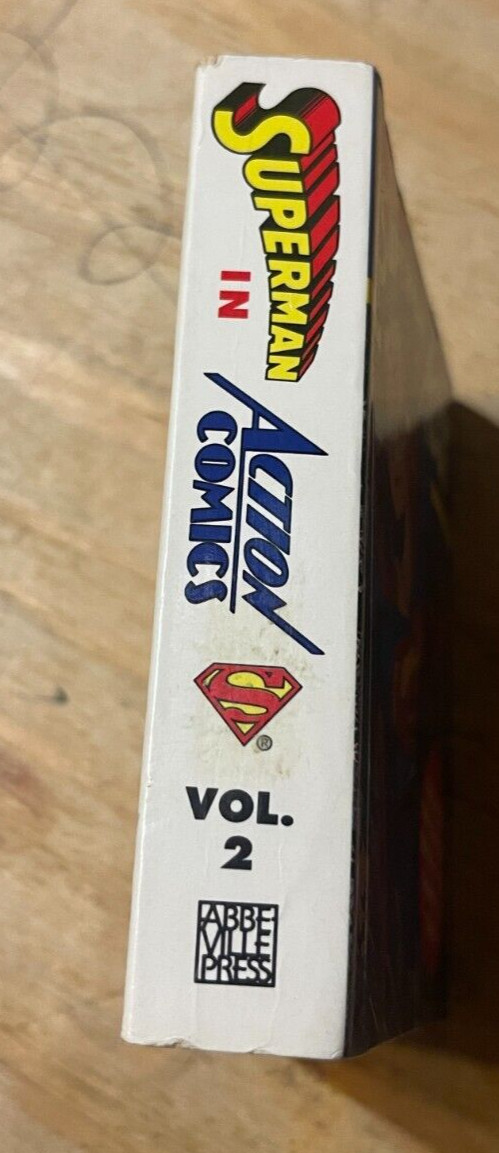 SUPERMAN
IN
ACTION
COMICS
S
®
VOL.
2
ABBE
VILLE
PRESS